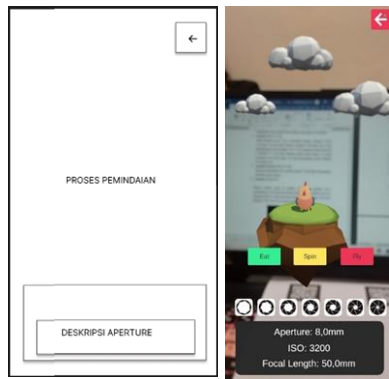 PROSES PEMINDAIAN
DESKRIPSI APERTURE
Eat
Spin
Fly
Aperture: 8,0mm
ISO: 3200
Focal Length: 50,0mm